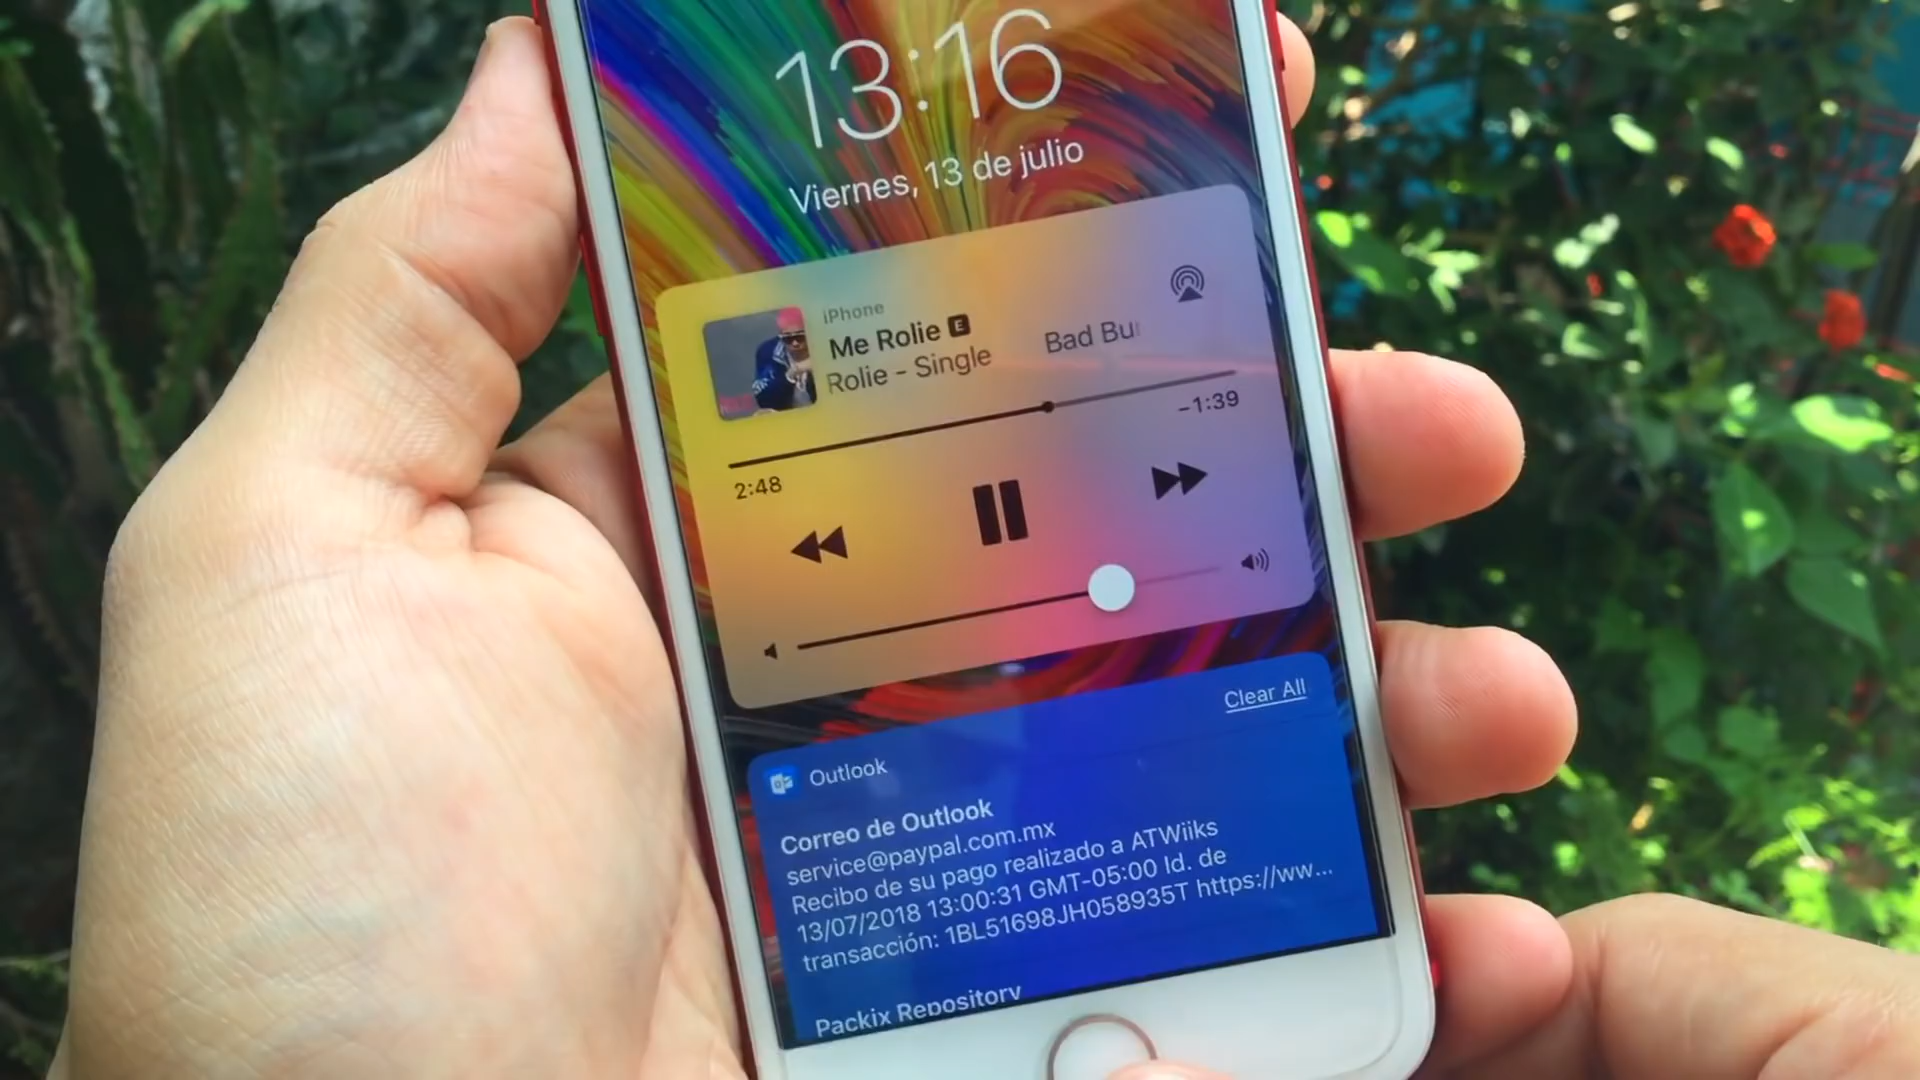 13:16
Viernes, 13 de julio
iPhone
Me Rolie E
Rolie - Single Bad
2:48
-1:39
Clear All
Outlook
Correo de Outlook
service@paypal.com.mx
Recibo de su pago realizado a ATWiiks
13/07/2018 13:00:31 GMT-05:00 Id. de
transacción: 1BL51698JH058935T https://ww...
Packix Repository